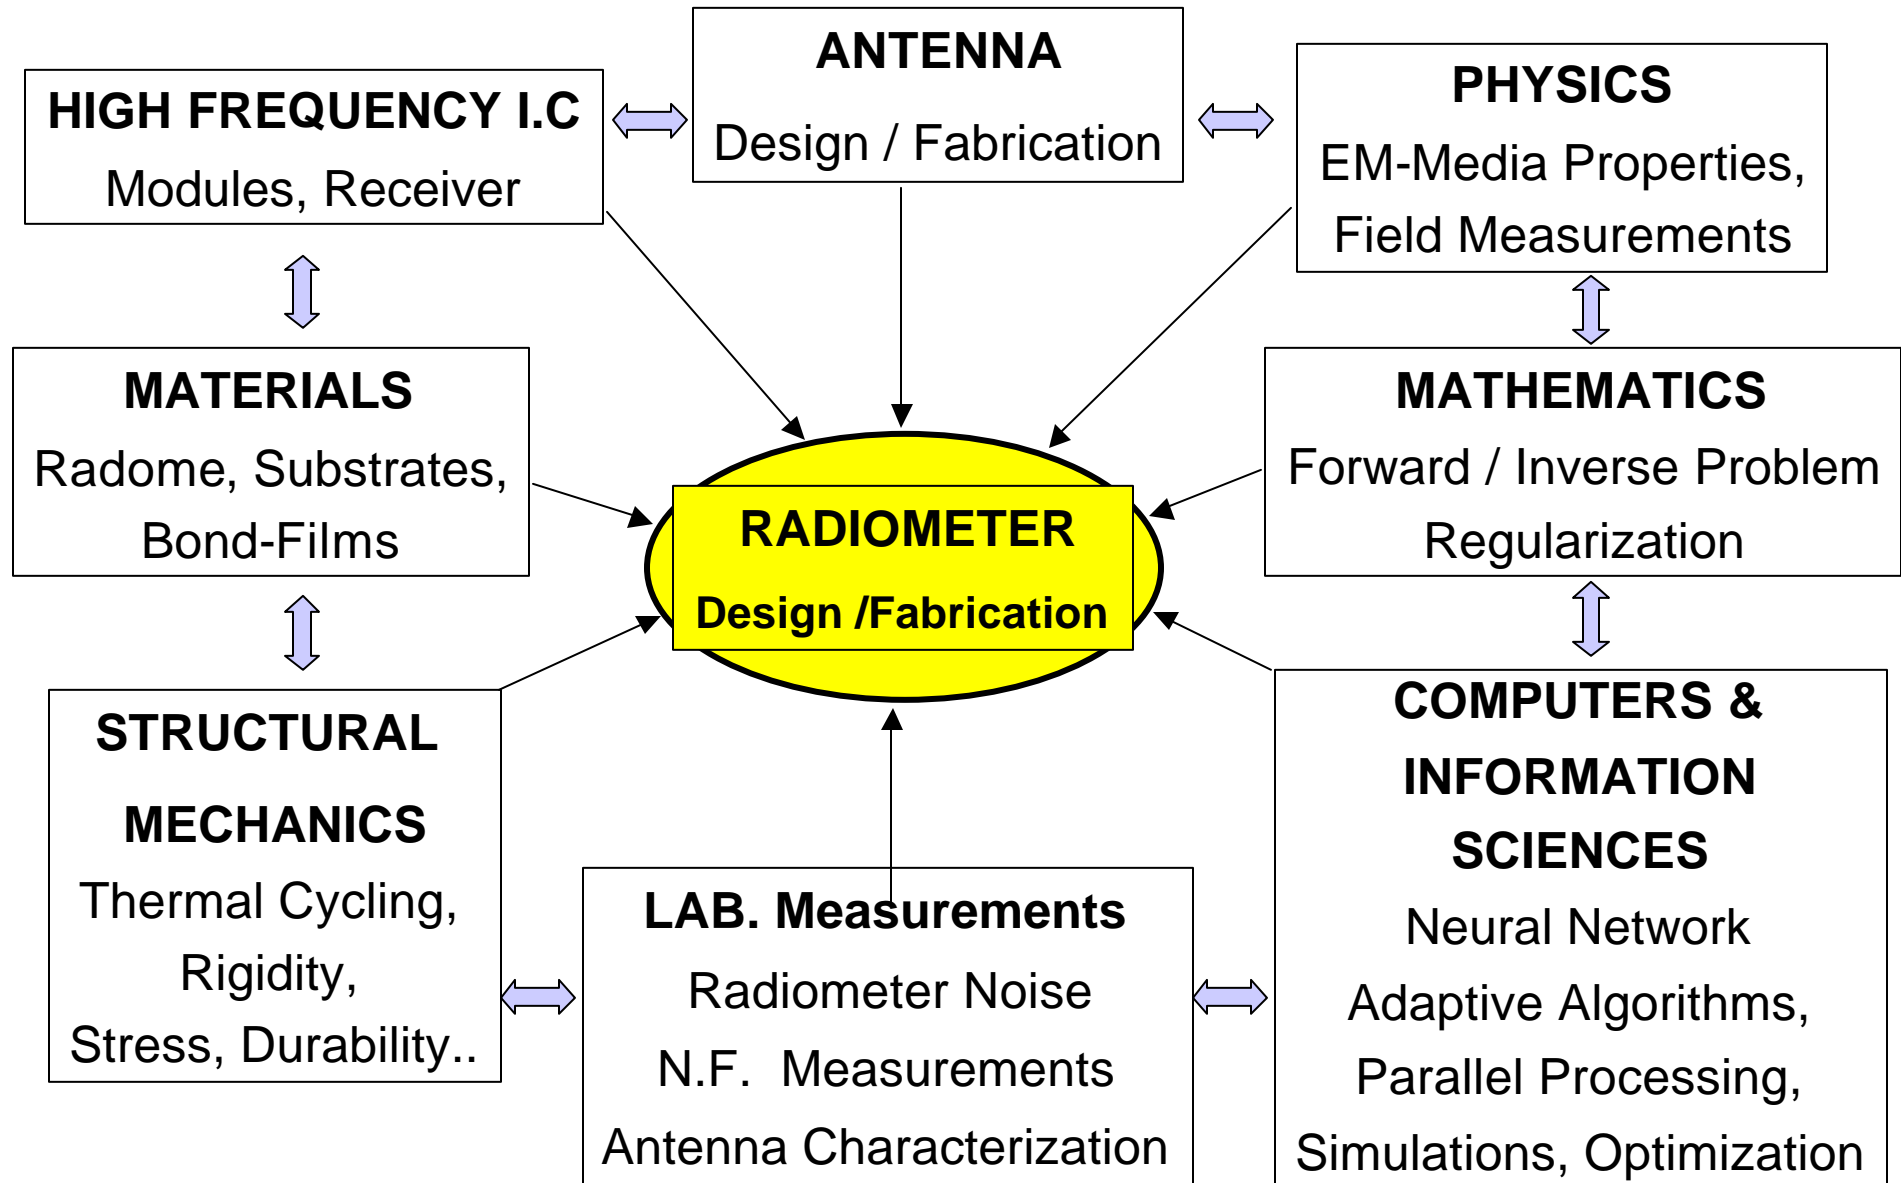 ANTENNA
Design / Fabrication
HIGH FREQUENCY I.C
Modules, Receiver
PHYSICS
EM-Media Properties,
Field Measurements
MATERIALS
Radome, Substrates,
Bond-Films
RADIOMETER
Design /Fabrication
MATHEMATICS
Forward / Inverse Problem
Regularization
STRUCTURAL
MECHANICS
Thermal Cycling,
Rigidity,
Stress, Durability..
LAB. Measurements
Radiometer Noise
N.F. Measurements
Antenna Characterization
COMPUTERS &
INFORMATION
SCIENCES
Neural Network
Adaptive Algorithms,
Parallel Processing,
Simulations, Optimization